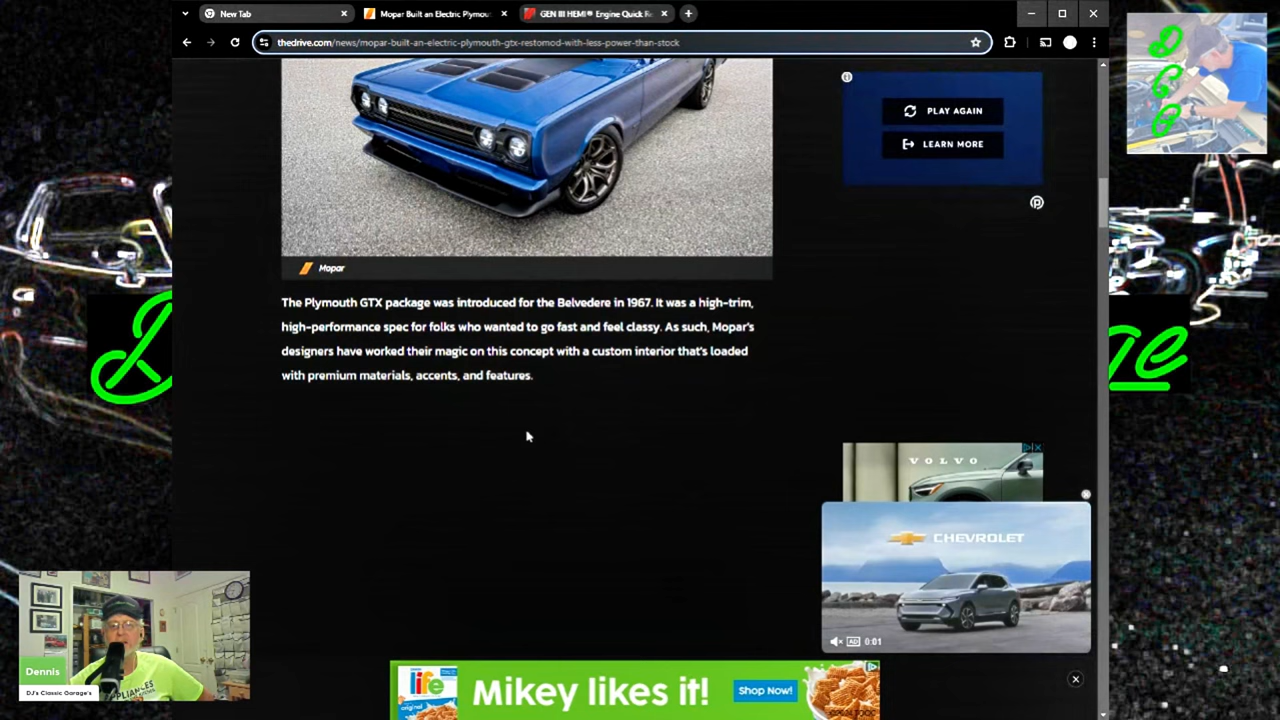 New Tab
Mopar Built an Electric Plymou
GEN III HEMI® Engine Quick R
thedrive.com/news/mopar-built-an-electric-plymouth-gtx-restomod-with-less-power-than-stock
DGG
PLAY AGAIN
LEARN MORE
Mopar
The Plymouth GTX package was introduced for the Belvedere in 1967. It was a high-trim,
high-performance spec for folks who wanted to go fast and feel classy. As such, Mopar's
designers have worked their magic on this concept with a custom interior that's loaded
with premium materials, accents, and features.
ge
VOLVO
CHEVROLET
AD 0:01
Dennis
DJ's Classic Garage's
life
original
Mikey likes it!
Shop Now!